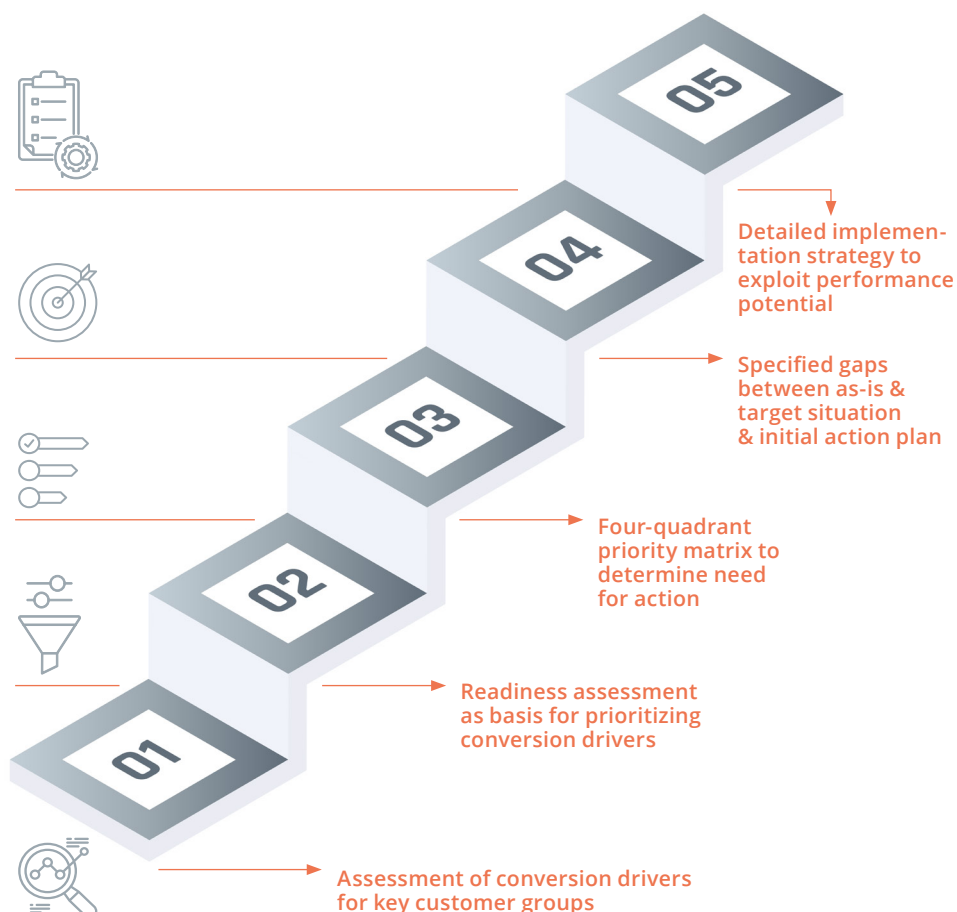 05
Detailed implemen-
tation strategy to
exploit performance
potential
04
Specified gaps
between as-is &
target situation
& initial action plan
03
Four-quadrant
priority matrix to
determine need
for action
02
Readiness assessment
as basis for prioritizing
conversion drivers
01
Assessment of conversion drivers
for key customer groups